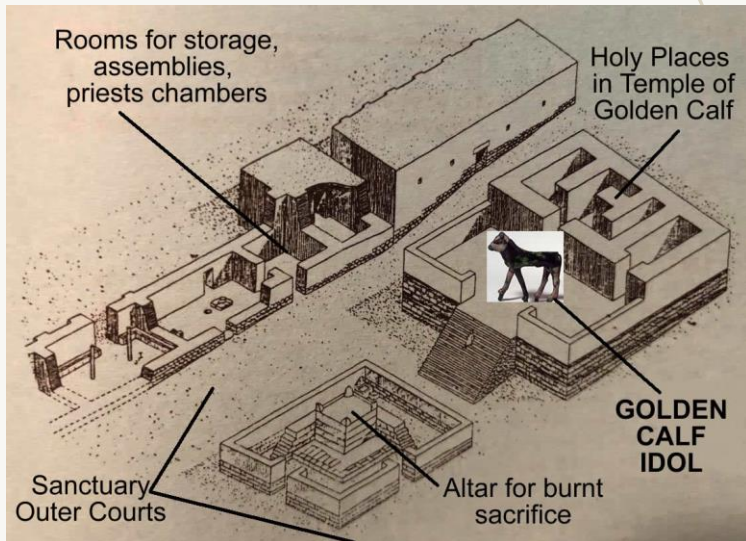 Rooms for storage,
assemblies,
priests chambers
Holy Places
in Temple of
Golden Calf
GOLDEN
CALF
IDOL
Sanctuary
Outer Courts
Altar for burnt
sacrifice